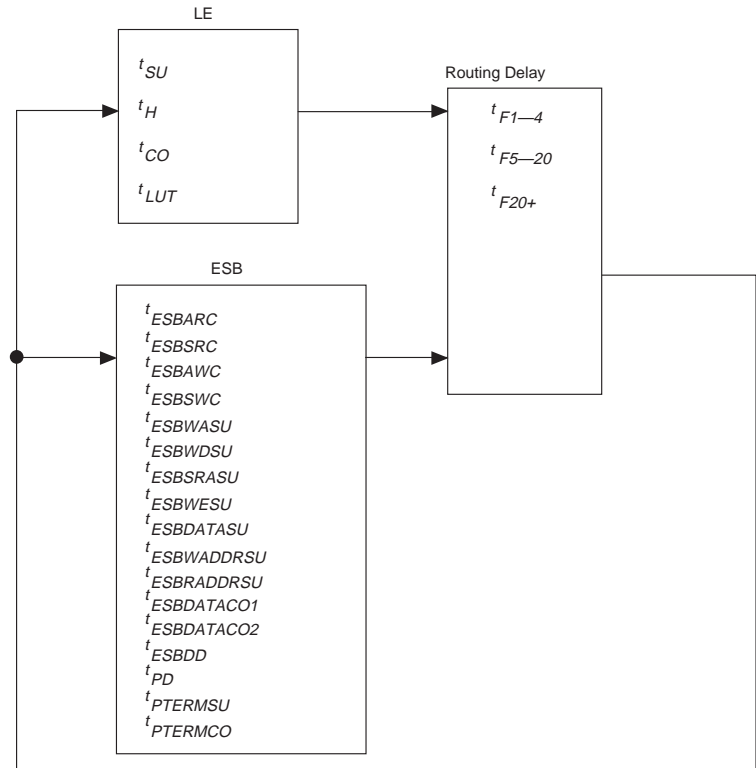 LE
tSU
tH
tCO
tLUT
Routing Delay
tF1—4
tF5—20
tF20+
ESB
tESBARC
tESBSRC
tESBAWC
tESBSWC
tESBWASU
tESBWDSU
tESBSRASU
tESBWESU
tESBDATASU
tESBWADDRSU
tESBRADDRSU
tESBDATACO1
tESBDATACO2
tESBDD
tPD
tPTERMSU
tPTERMCO